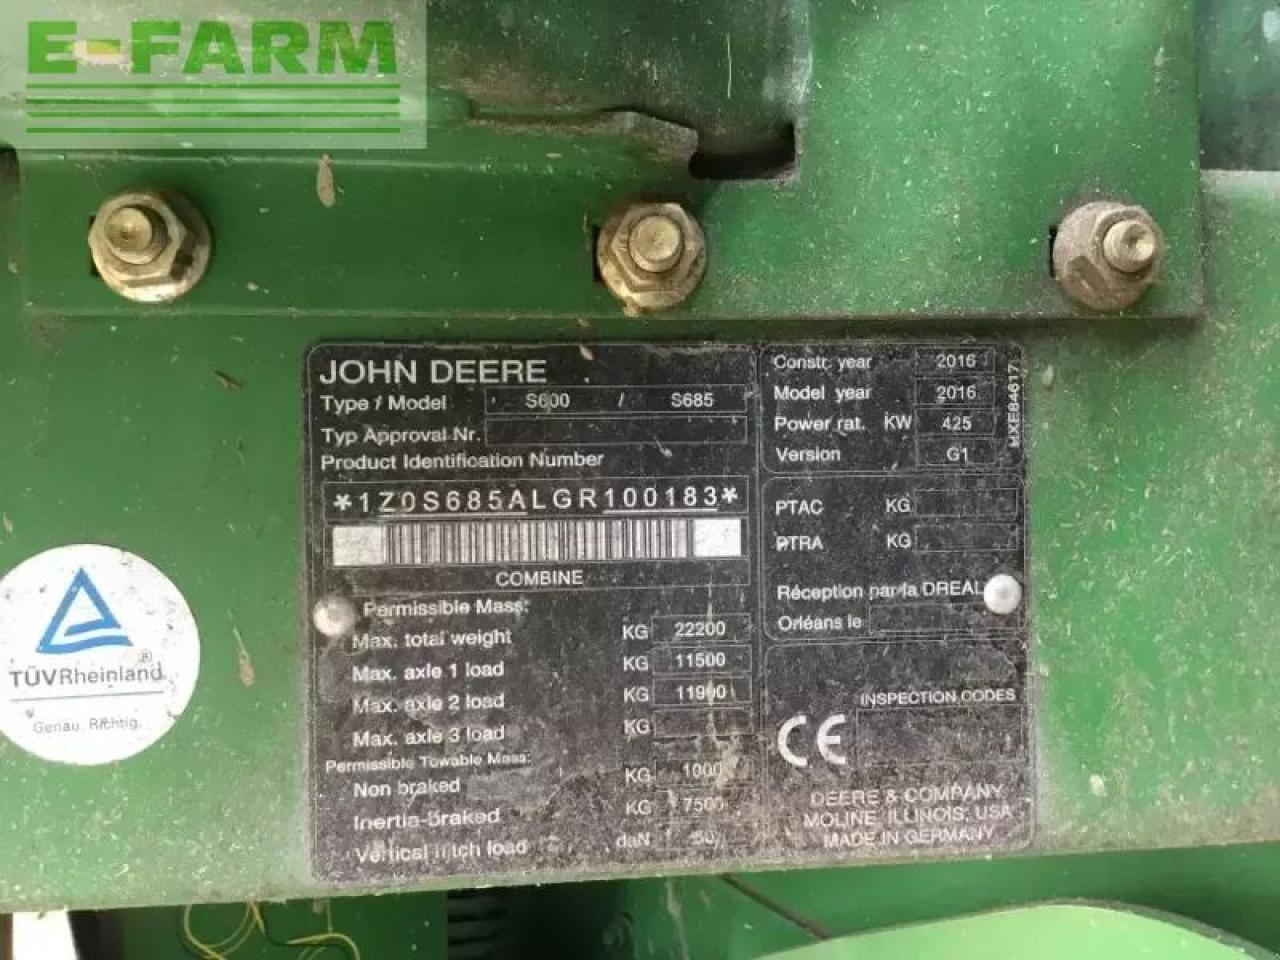 E-FARM
JOHN DEERE
Type / Model S600 / S685
Typ Approval Nr.
Product Identification Number
*1Z0S685ALGR100183*
COMBINE
Permissible Mass:
Max. total weight KG 22200
Max. axle 1 load KG 11500
Max. axle 2 load KG 11900
Max. axle 3 load KG
Permissible Towable Mass:
Non braked KG 1000
Inertia-braked KG 7500
Vertical hitch load daN
Constr. year 2016
Model year 2016
Power rat. KW 425
Version G1
MXE84617
PTAC KG
PTRA KG
Réception par la DREAL
Orléans le
INSPECTION CODES
CE
DEERE & COMPANY
MOLINE, ILLINOIS, USA
MADE IN GERMANY
TÜVRheinland®
Genau. Richtig.